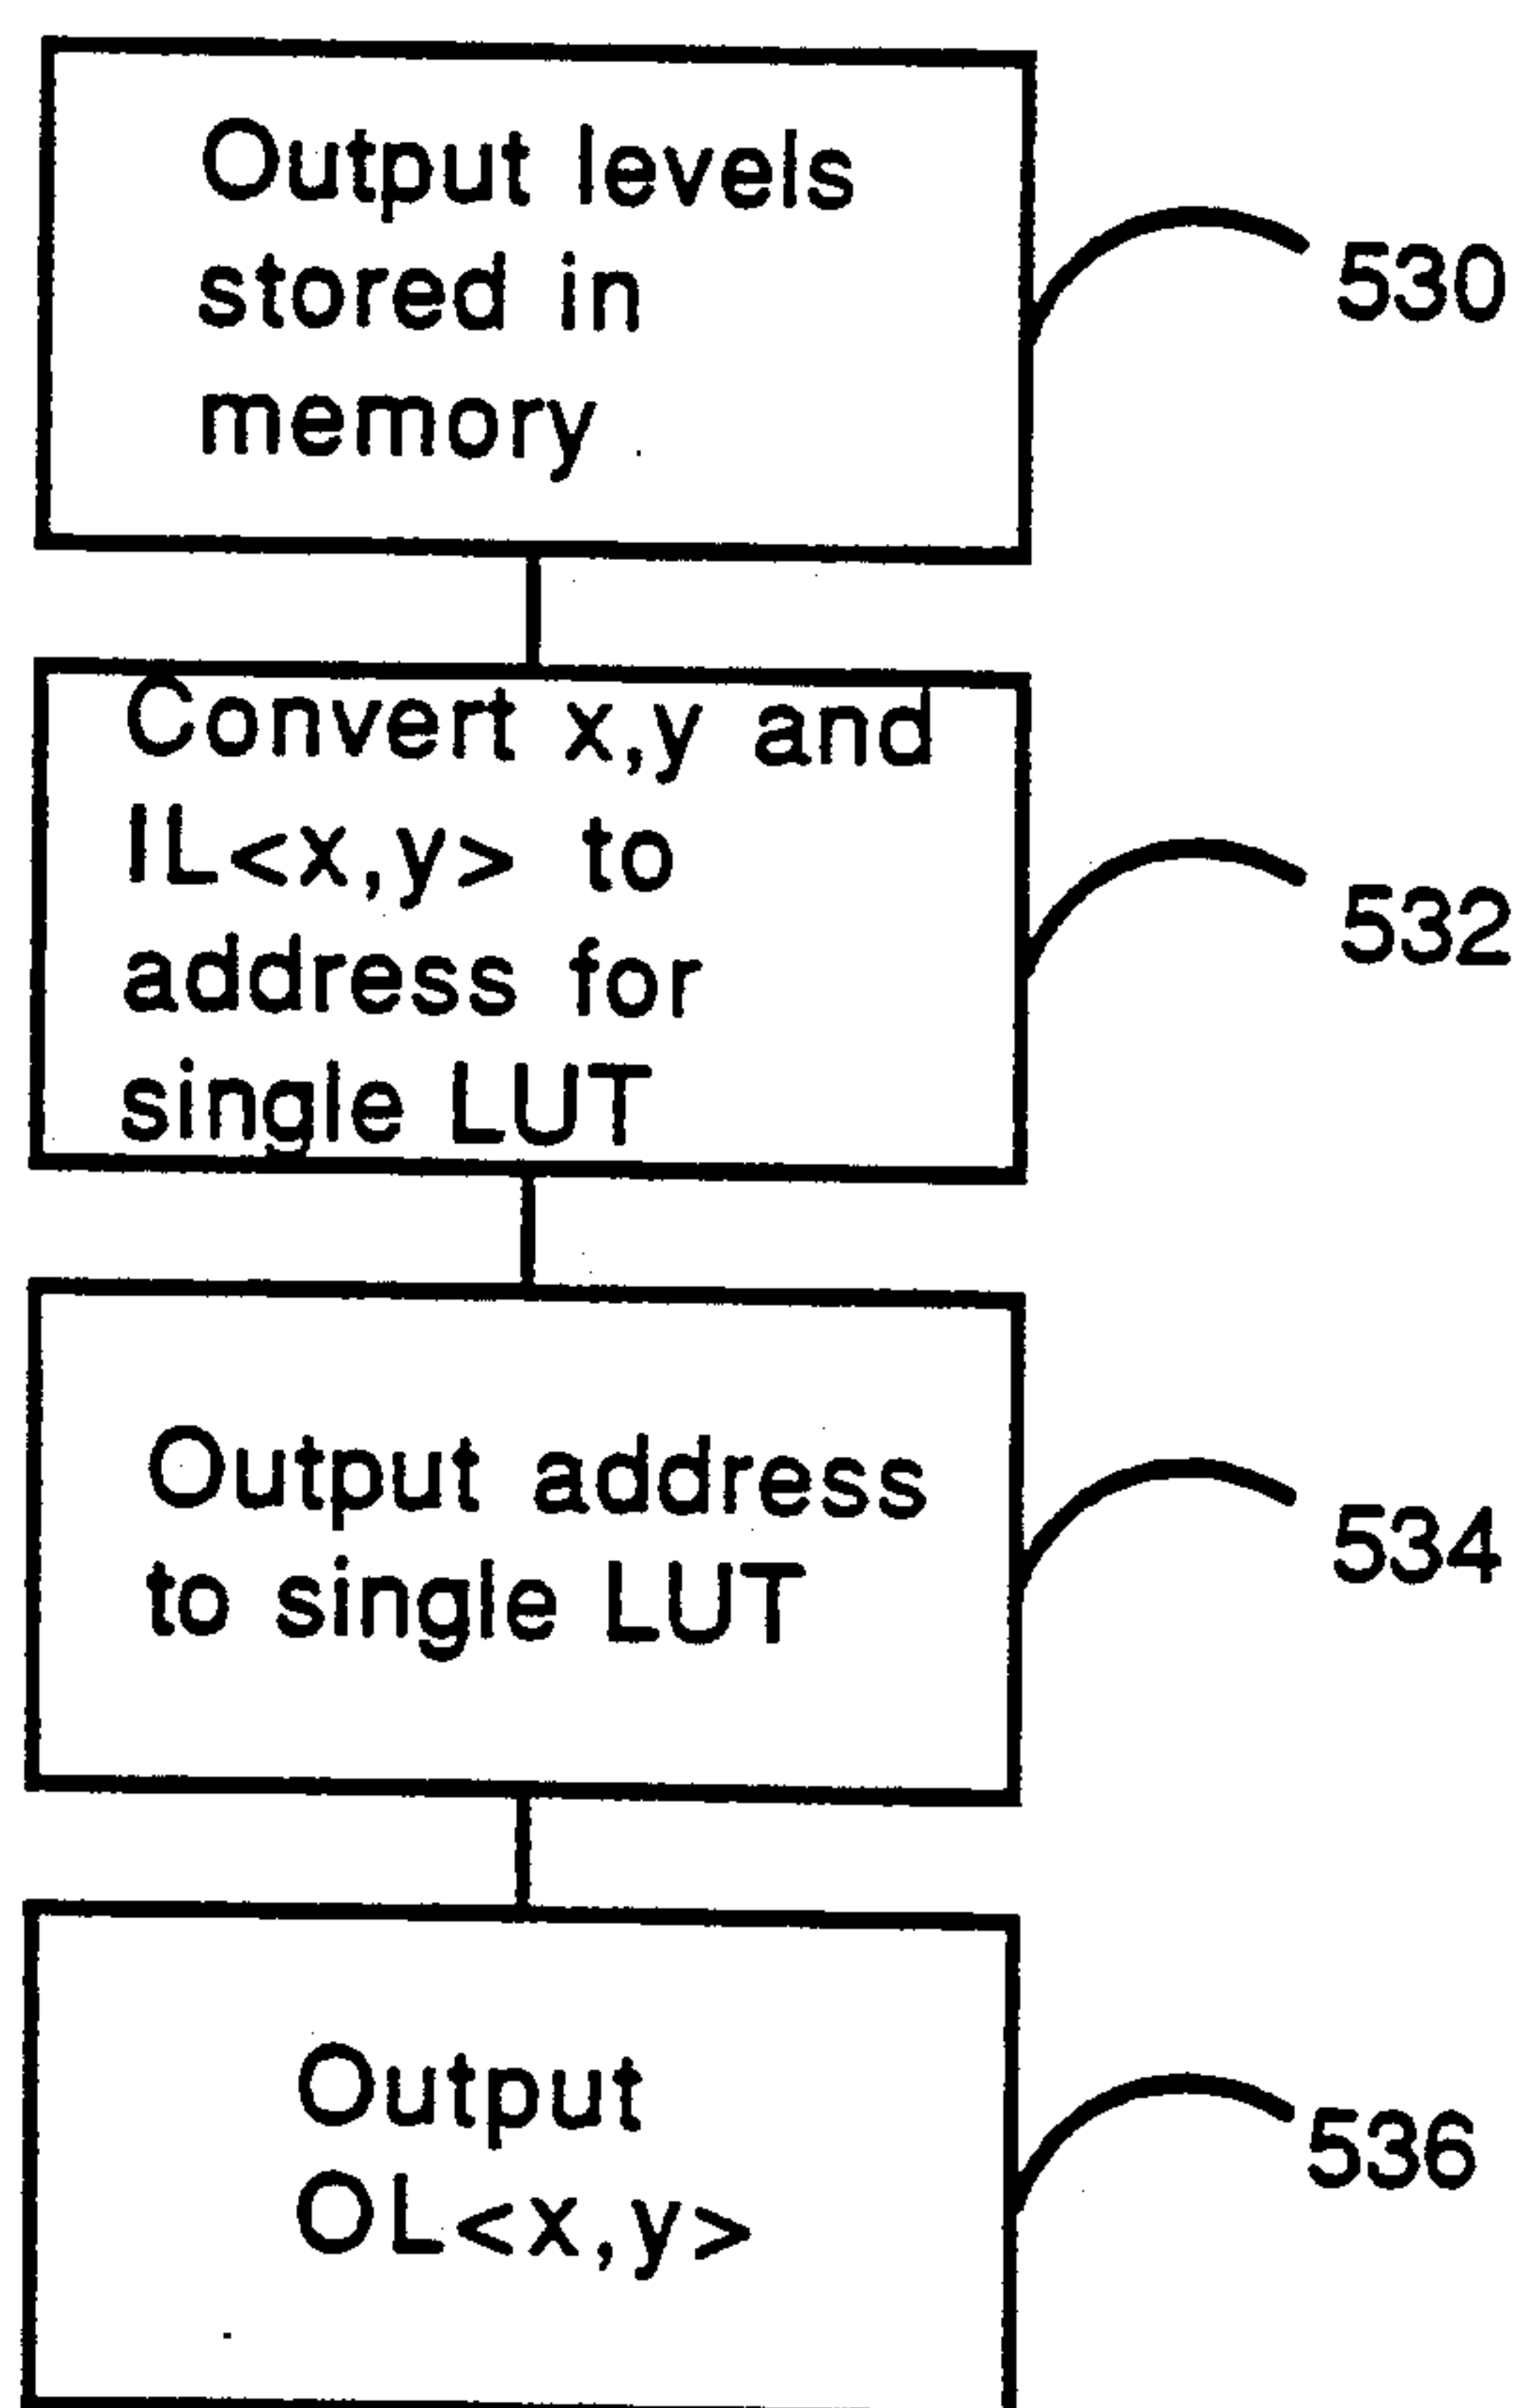 Output levels
stored in
memory
530
Convert x,y and
IL<x,y> to
address for
single LUT
532
Output address
to single LUT
534
Output
OL<x,y>
536